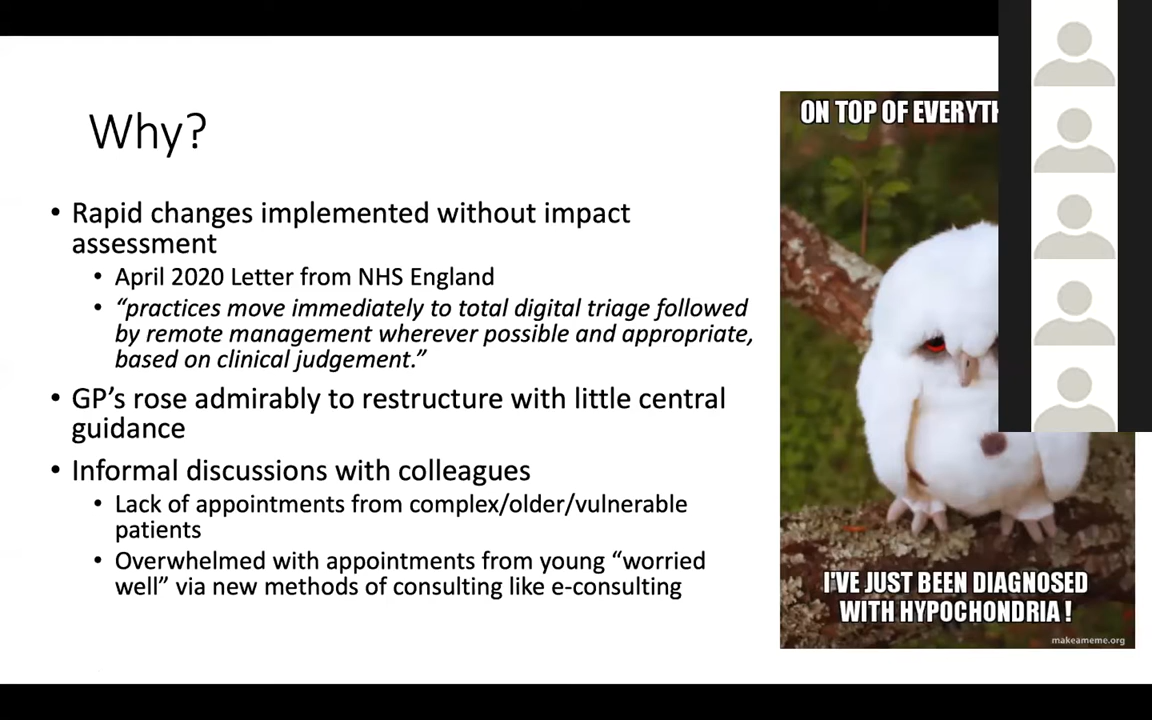 Why?
• Rapid changes implemented without impact
assessment
• April 2020 Letter from NHS England
• “practices move immediately to total digital triage followed
by remote management wherever possible and appropriate,
based on clinical judgement.”
• GP’s rose admirably to restructure with little central
guidance
• Informal discussions with colleagues
• Lack of appointments from complex/older/vulnerable
patients
• Overwhelmed with appointments from young “worried
well” via new methods of consulting like e-consulting
ON TOP OF
I'VE JUST BEEN DIAGNOSED
WITH HYPOCHONDRIA !
makeameme.org